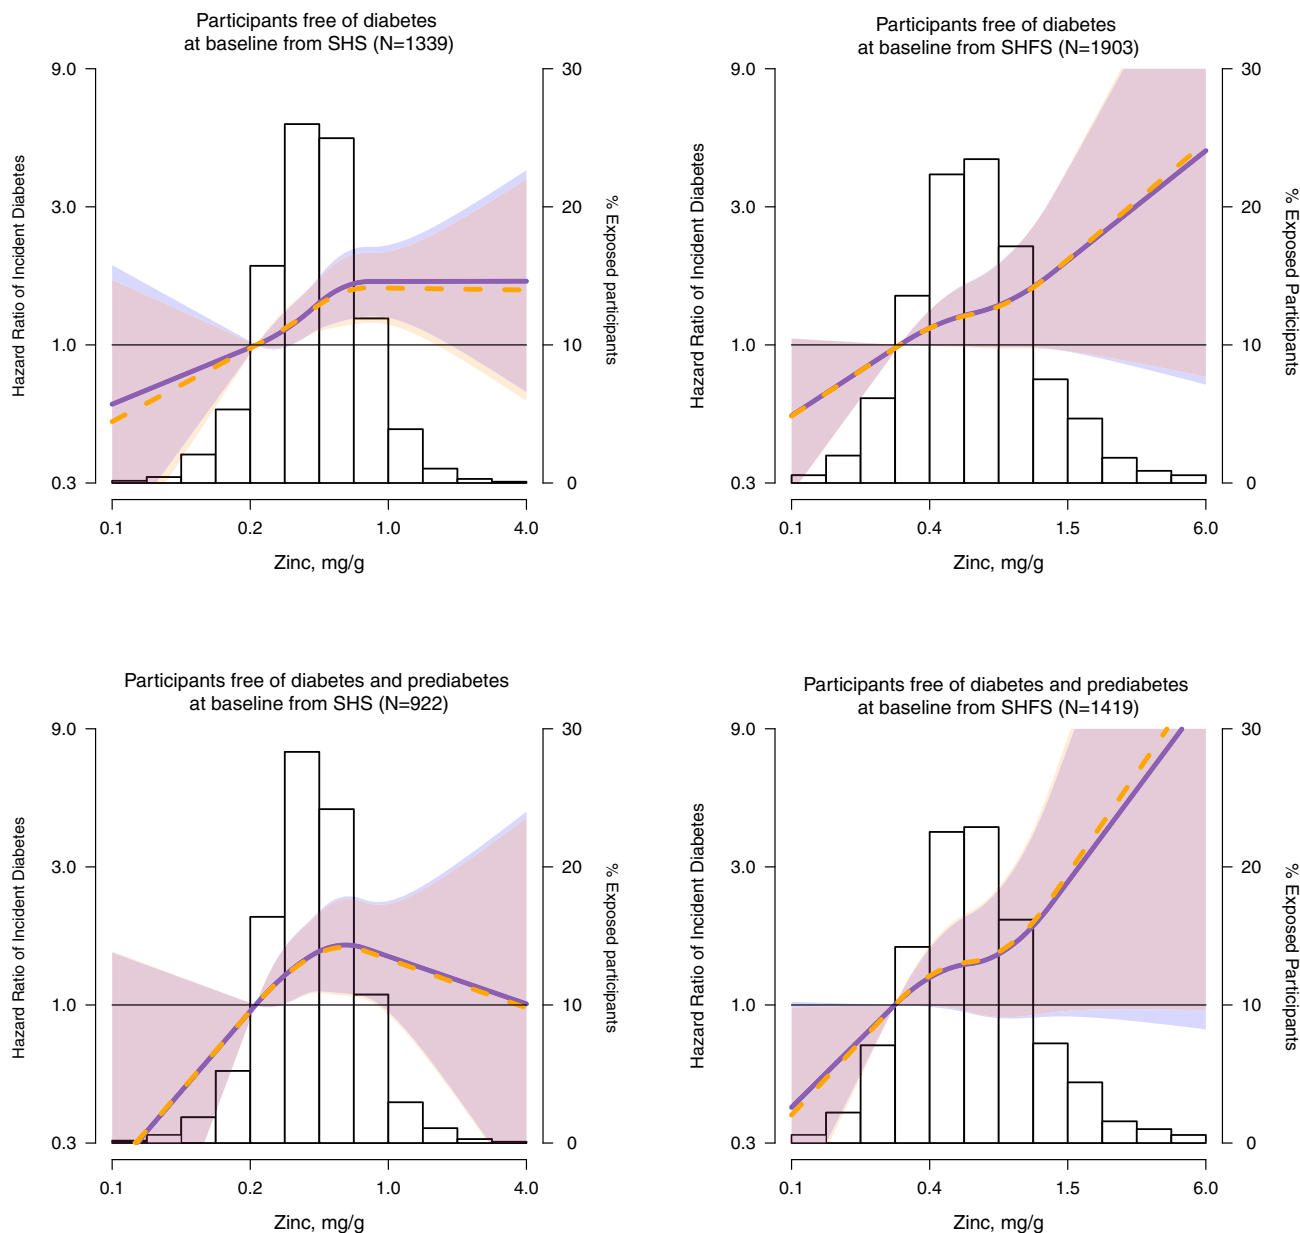 Participants free of diabetes
at baseline from SHS (N=1339)
9.0
3.0
1.0
0.3
Hazard Ratio of Incident Diabetes
30
20
10
0
% Exposed participants
0.1
0.2
1.0
4.0
Zinc, mg/g
Participants free of diabetes
at baseline from SHFS (N=1903)
9.0
3.0
1.0
0.3
Hazard Ratio of Incident Diabetes
30
20
10
0
% Exposed Participants
0.1
0.4
1.5
6.0
Zinc, mg/g
Participants free of diabetes and prediabetes
at baseline from SHS (N=922)
9.0
3.0
1.0
0.3
Hazard Ratio of Incident Diabetes
30
20
10
0
% Exposed participants
0.1
0.2
1.0
4.0
Zinc, mg/g
Participants free of diabetes and prediabetes
at baseline from SHFS (N=1419)
9.0
3.0
1.0
0.3
Hazard Ratio of Incident Diabetes
30
20
10
0
% Exposed Participants
0.1
0.4
1.5
6.0
Zinc, mg/g